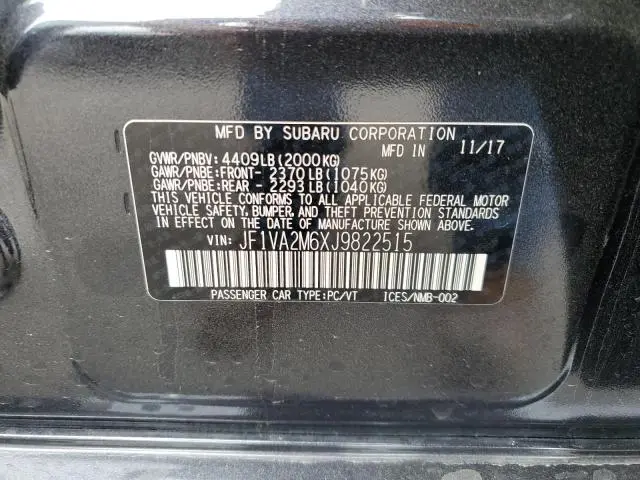 MFD BY SUBARU CORPORATION
MFD IN 11/17
GVWR/PNBV: 4409LB(2000KG)
GAWR/PNBE:FRONT- 2370LB(1075KG)
GAWR/PNBE:REAR - 2293LB(1040KG)
THIS VEHICLE CONFORMS TO ALL APPLICABLE FEDERAL MOTOR
VEHICLE SAFETY, BUMPER, AND THEFT PREVENTION STANDARDS
IN EFFECT ON THE DATE OF MANUFACTURE SHOWN ABOVE.
VIN: JF1VA2M6XJ9822515
PASSENGER CAR TYPE:PC/VT ICES/NMB-002